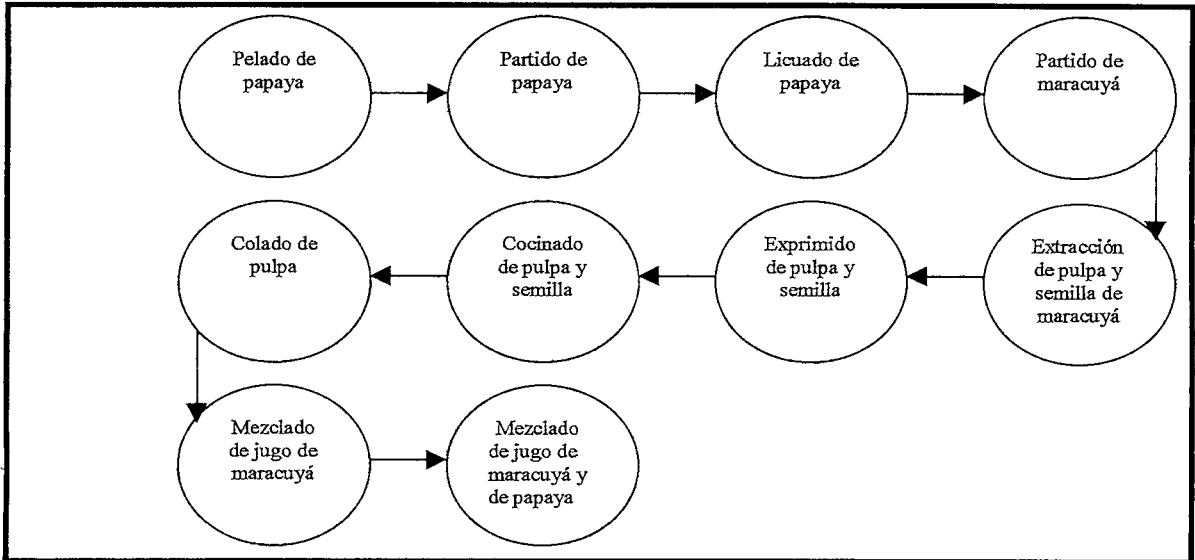 Pelado de
papaya
Partido de
papaya
Licuado de
papaya
Partido de
maracuyá
Extracción
de pulpa y
semilla de
maracuyá
Exprimido
de pulpa y
semilla
Cocinado
de pulpa y
semilla
Colado de
pulpa
Mezclado
de jugo de
maracuyá
Mezclado
de jugo de
maracuyá y
de papaya